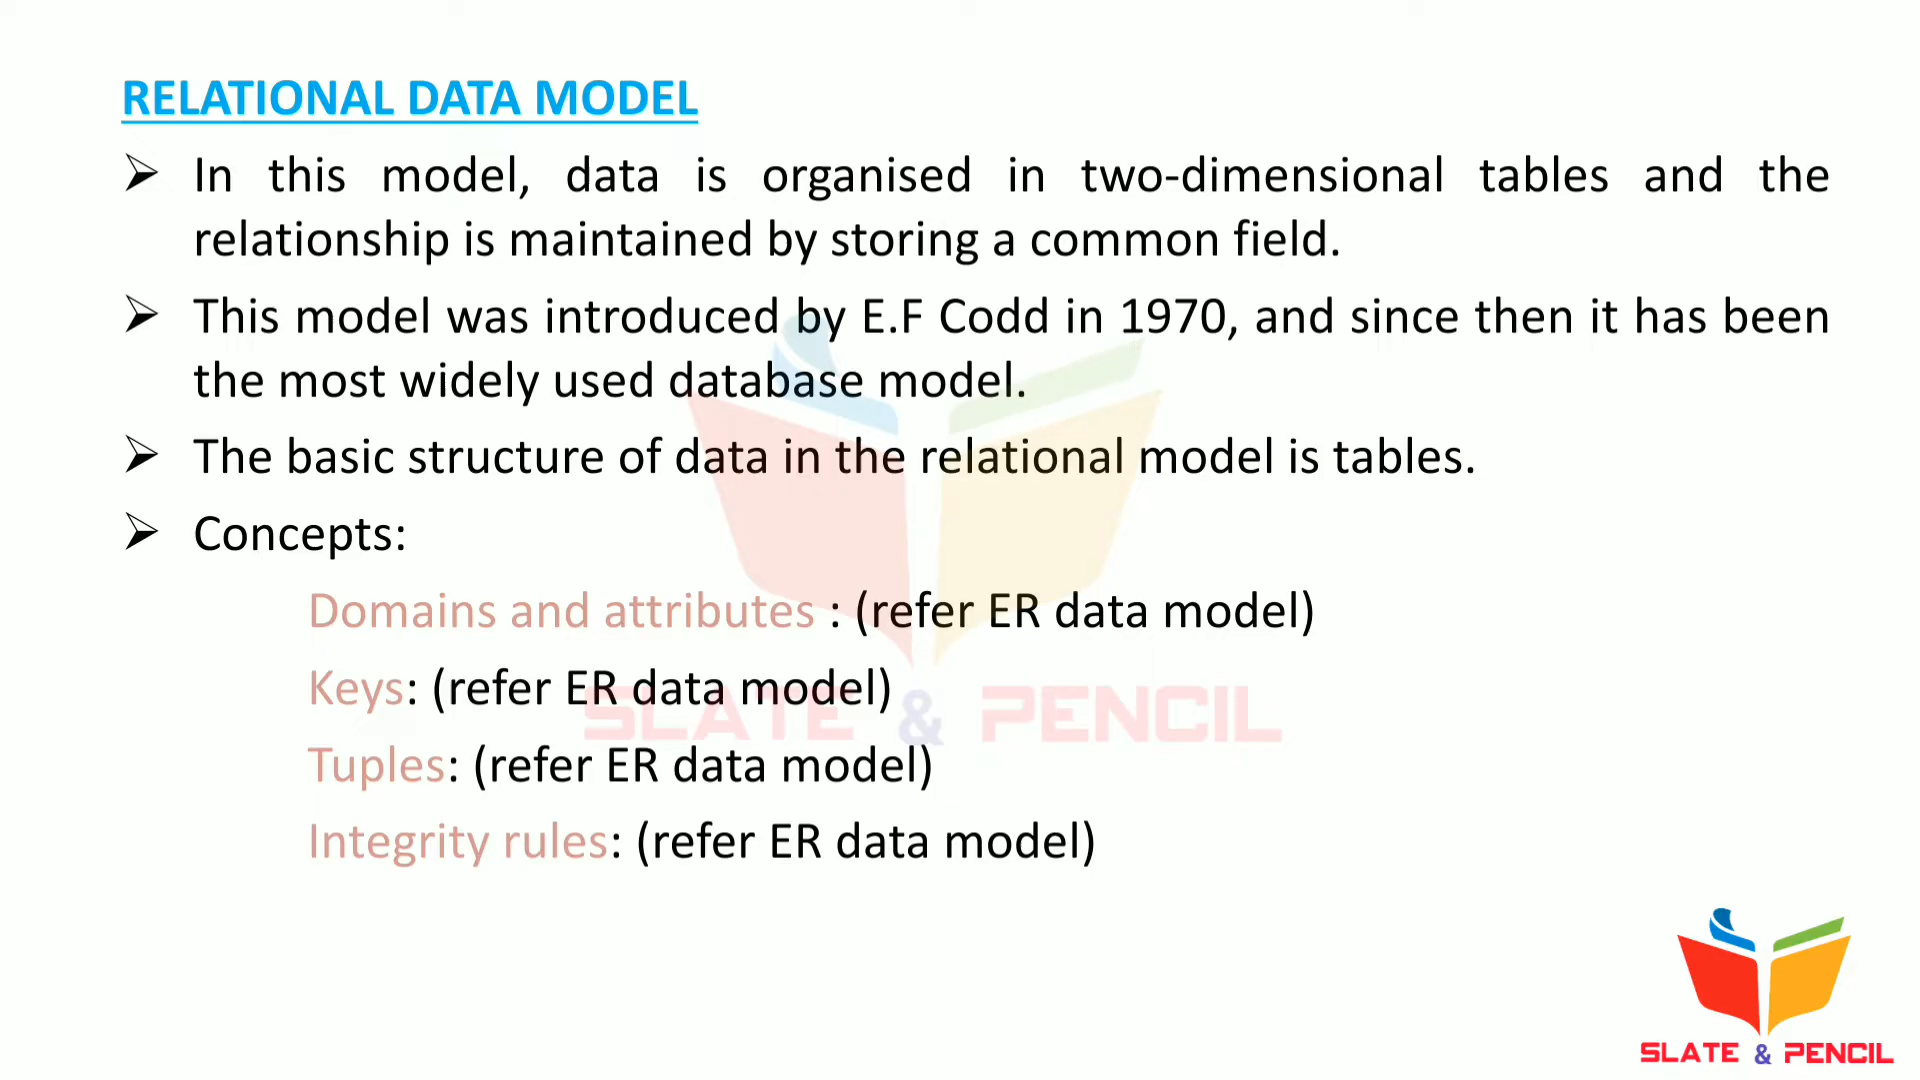 RELATIONAL DATA MODEL
➢ In this model, data is organised in two-dimensional tables and the
relationship is maintained by storing a common field.
➢ This model was introduced by E.F Codd in 1970, and since then it has been
the most widely used database model.
➢ The basic structure of data in the relational model is tables.
➢ Concepts:
Domains and attributes : (refer ER data model)
Keys: (refer ER data model)
SLATE & PENCIL
Tuples: (refer ER data model)
Integrity rules: (refer ER data model)
SLATE & PENCIL